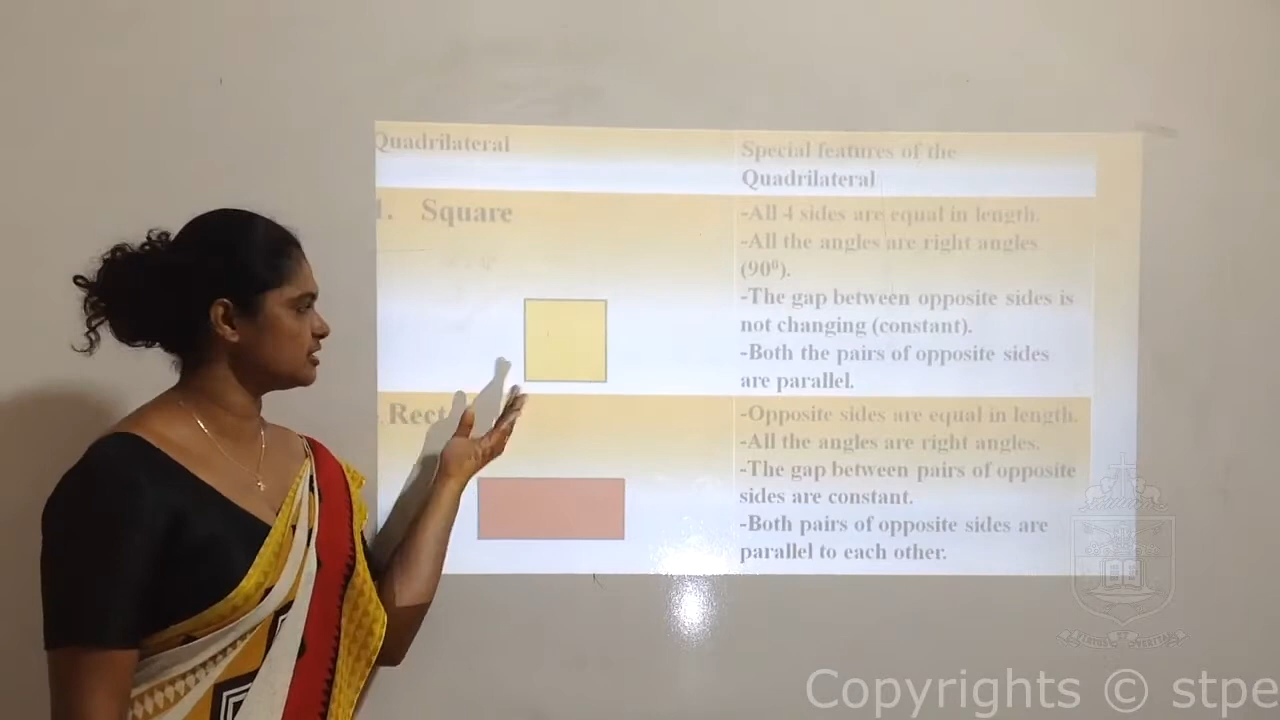 Quadrilateral
Special features of the
Quadrilateral
1. Square
-All 4 sides are equal in length.
-All the angles are right angles
(90⁰).
-The gap between opposite sides is
not changing (constant).
-Both the pairs of opposite sides
are parallel.
Rect
-Opposite sides are equal in length.
-All the angles are right angles.
-The gap between pairs of opposite
sides are constant.
-Both pairs of opposite sides are
parallel to each other.
Copyrights © stpe